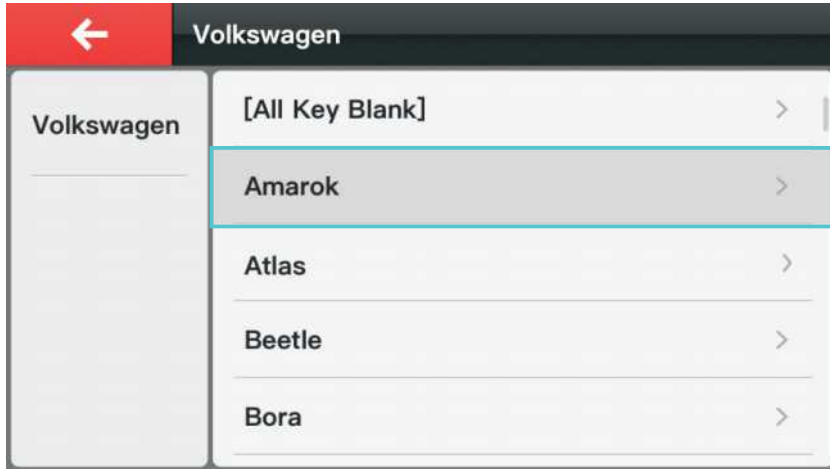 Volkswagen
Volkswagen
[All Key Blank]
Amarok
Atlas
Beetle
Bora